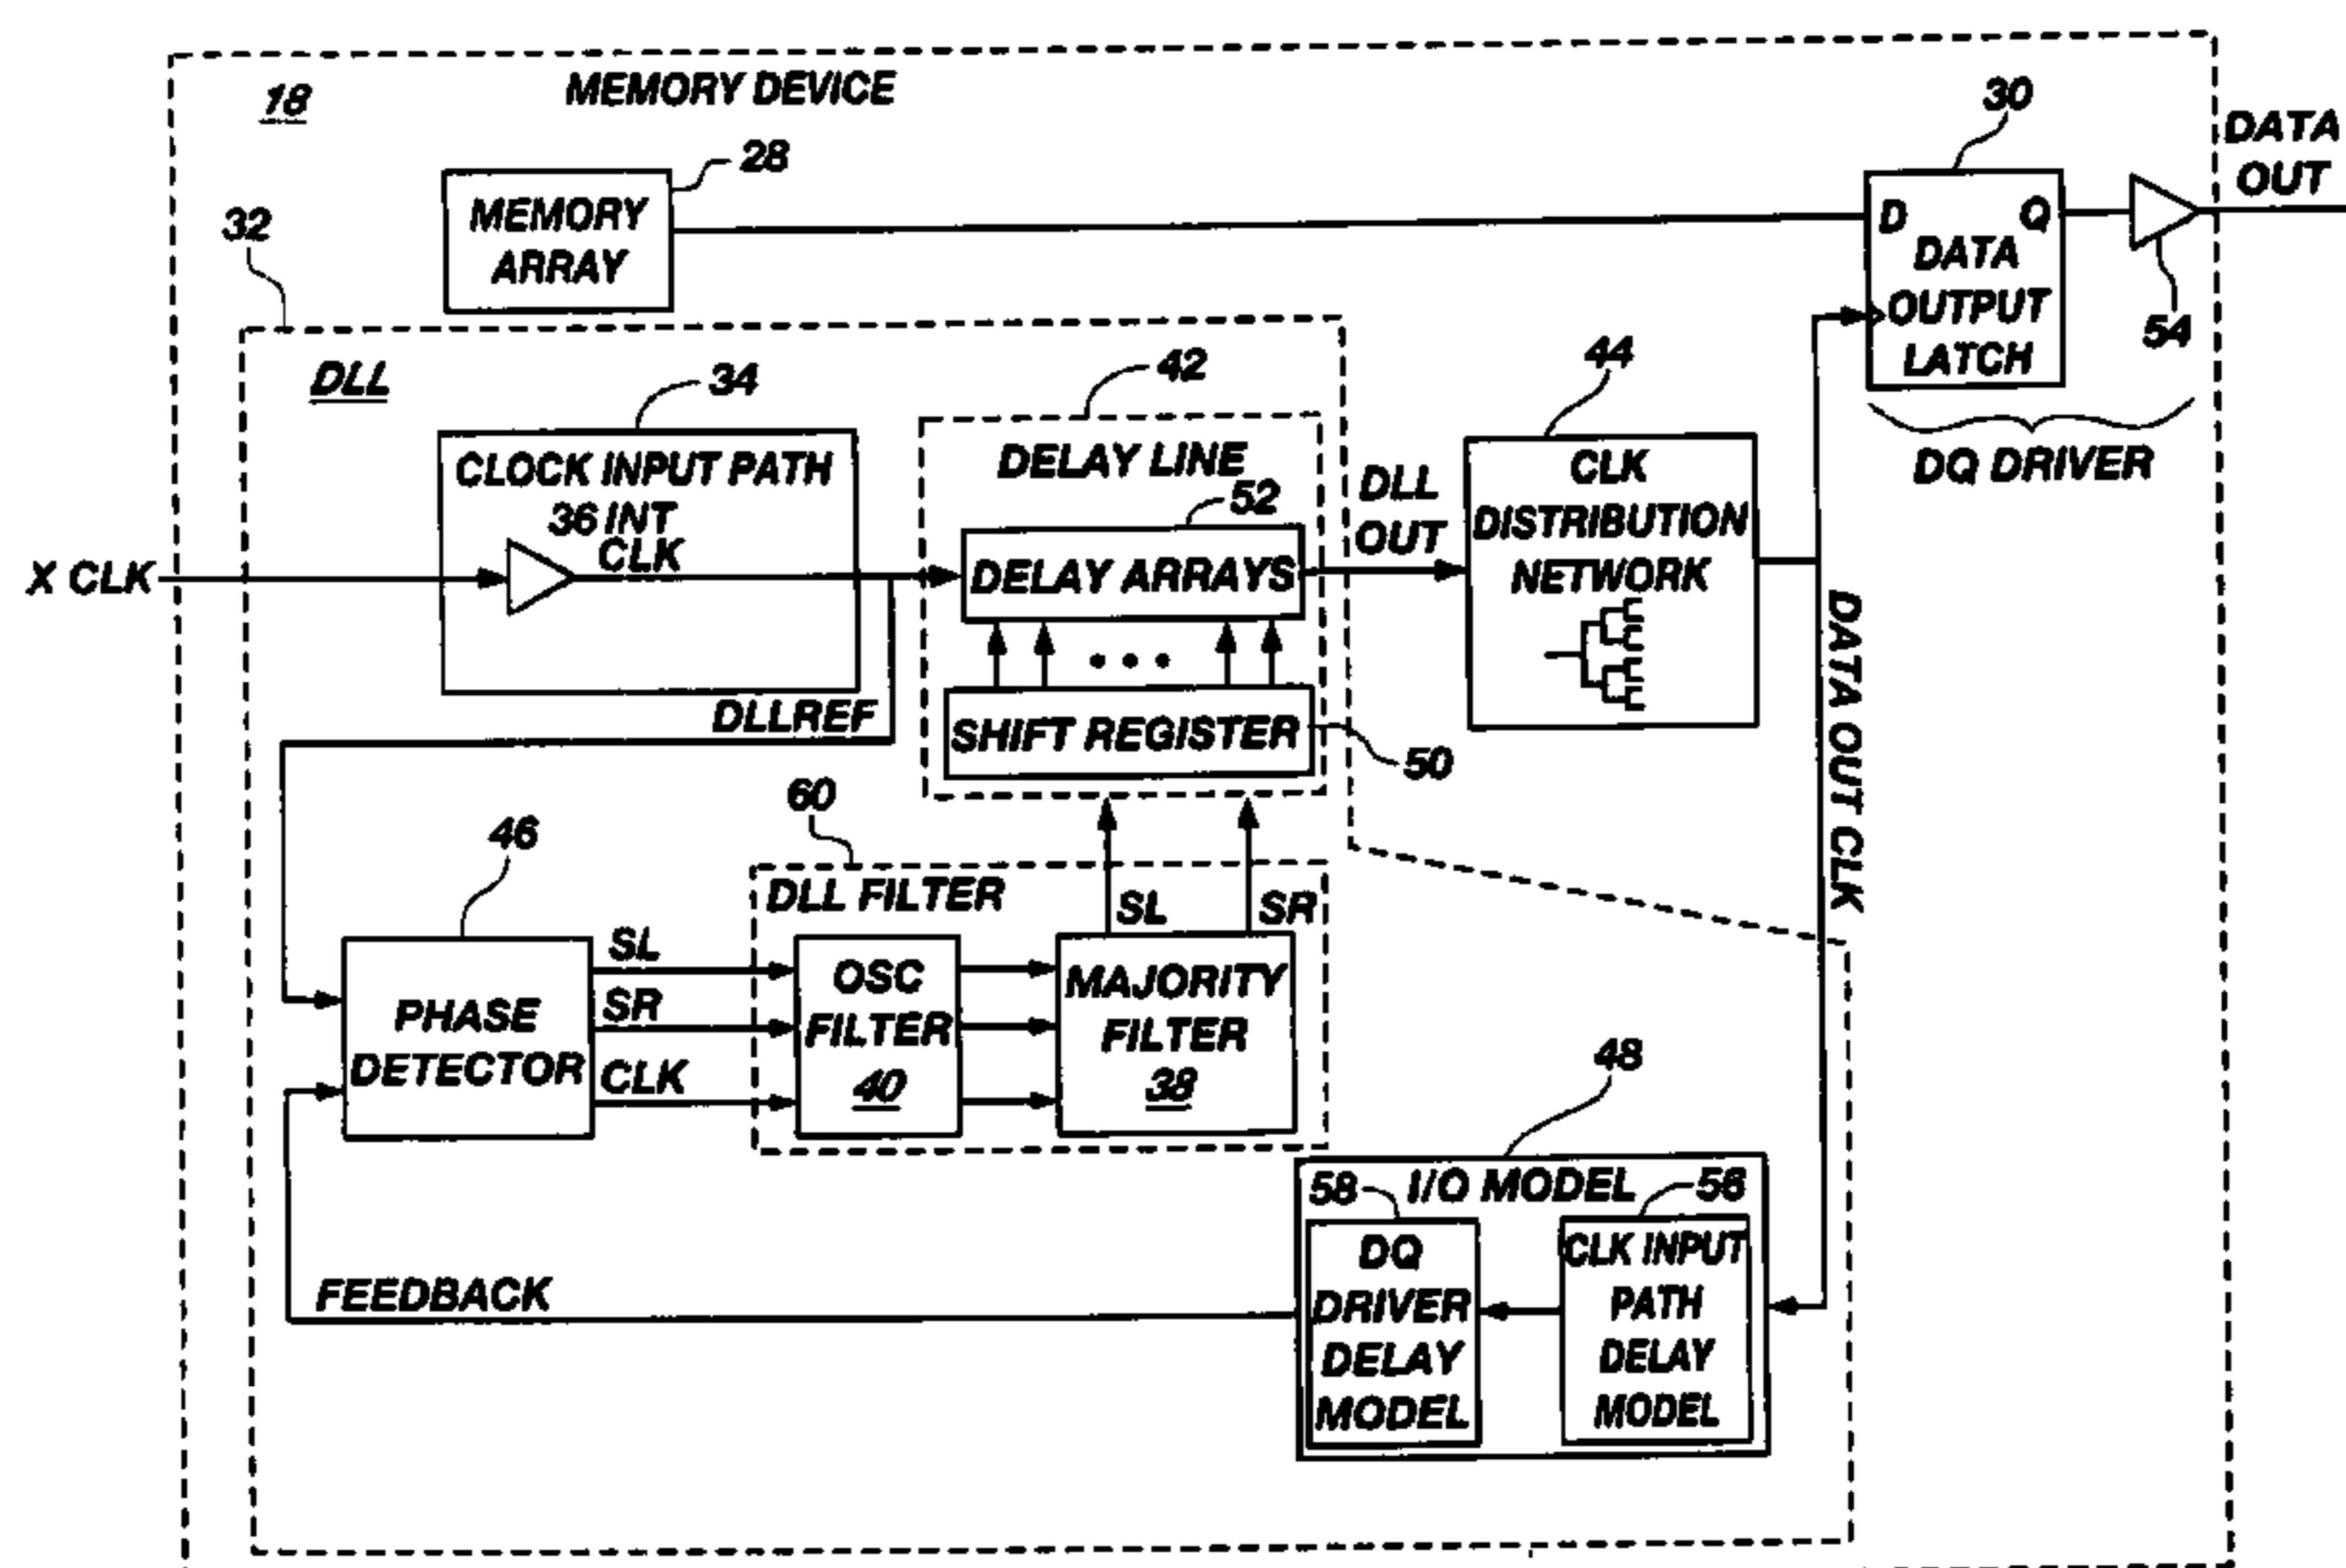 18
MEMORY DEVICE
30
DATA
OUT
28
MEMORY
ARRAY
32
D Q
DATA
OUTPUT
LATCH
54
DQ DRIVER
DLL
34
42
44
CLOCK INPUT PATH
36 INT
CLK
X CLK
DELAY LINE
52
DELAY ARRAYS
DLL
OUT
CLK
DISTRIBUTION
NETWORK
DLLREF
SHIFT REGISTER
50
DATA OUT CLK
60
46
DLL FILTER
SL SR
PHASE
DETECTOR
SL
SR
CLK
OSC
FILTER
40
MAJORITY
FILTER
38
48
58 I/O MODEL 56
DQ
DRIVER
DELAY
MODEL
CLK INPUT
PATH
DELAY
MODEL
FEEDBACK